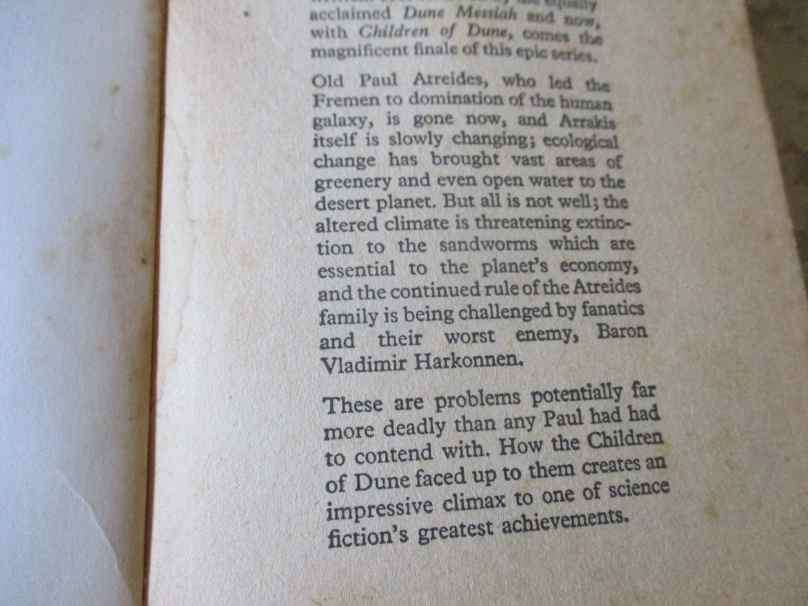 by the equally
acclaimed Dune Messiah and now,
with Children of Dune, comes the
magnificent finale of this epic series.
Old Paul Atreides, who led the
Fremen to domination of the human
galaxy, is gone now, and Arrakis
itself is slowly changing; ecological
change has brought vast areas of
greenery and even open water to the
desert planet. But all is not well; the
altered climate is threatening extinc-
tion to the sandworms which are
essential to the planet's economy,
and the continued rule of the Atreides
family is being challenged by fanatics
and their worst enemy, Baron
Vladimir Harkonnen.
These are problems potentially far
more deadly than any Paul had had
to contend with. How the Children
of Dune faced up to them creates an
impressive climax to one of science
fiction's greatest achievements.